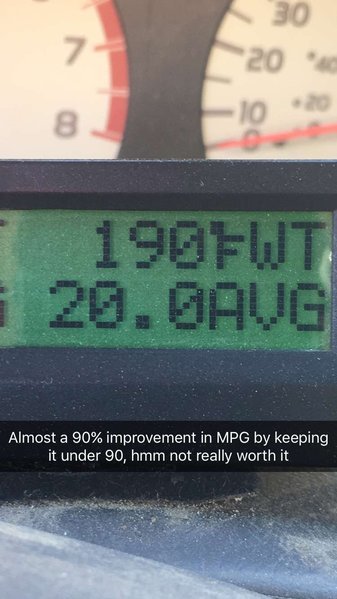 7
8
30
20
40
10
20
0
190°FWT
20.0AVG
Almost a 90% improvement in MPG by keeping
it under 90, hmm not really worth it